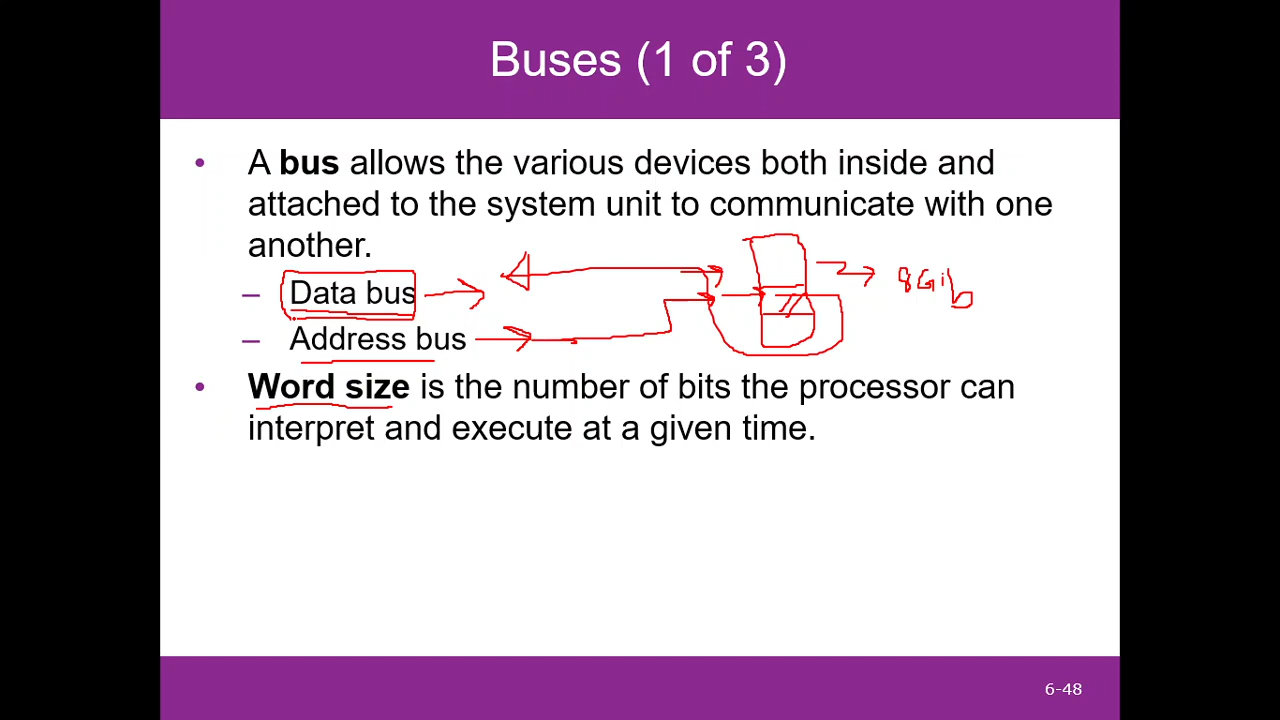 Buses (1 of 3)
• A bus allows the various devices both inside and
attached to the system unit to communicate with one
another.
– Data bus
8Gib
– Address bus
• Word size is the number of bits the processor can
interpret and execute at a given time.
6-48